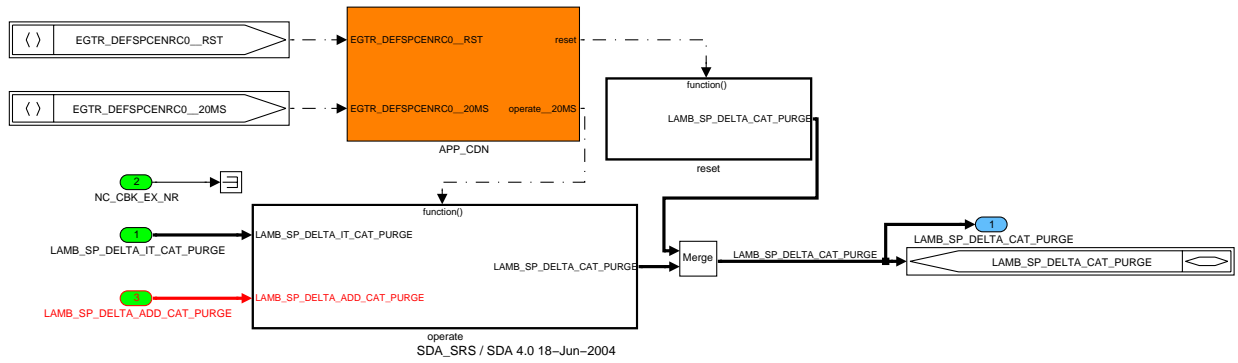 EGTR_DEFSPCENRC0__RST
EGTR_DEFSPCENRC0__RST
reset
function()
EGTR_DEFSPCENRC0__20MS
EGTR_DEFSPCENRC0__20MS
operate__20MS
LAMB_SP_DELTA_CAT_PURGE
APP_CDN
reset
2
NC_CBK_EX_NR
function()
1
LAMB_SP_DELTA_IT_CAT_PURGE
LAMB_SP_DELTA_IT_CAT_PURGE
LAMB_SP_DELTA_CAT_PURGE
Merge
LAMB_SP_DELTA_CAT_PURGE
1
LAMB_SP_DELTA_CAT_PURGE
LAMB_SP_DELTA_CAT_PURGE
3
LAMB_SP_DELTA_ADD_CAT_PURGE
LAMB_SP_DELTA_ADD_CAT_PURGE
operate
SDA_SRS / SDA 4.0 18−Jun−2004